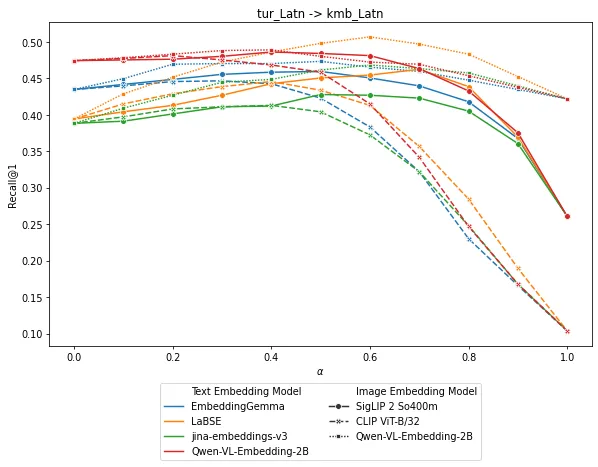 tur_Latn -> kmb_Latn
Recall@1
0.50
0.45
0.40
0.35
0.30
0.25
0.20
0.15
0.10
0.0 0.2 0.4 0.6 0.8 1.0
α
Text Embedding Model Image Embedding Model
EmbeddingGemma SigLIP 2 So400m
LaBSE CLIP ViT-B/32
jina-embeddings-v3 Qwen-VL-Embedding-2B
Qwen-VL-Embedding-2B